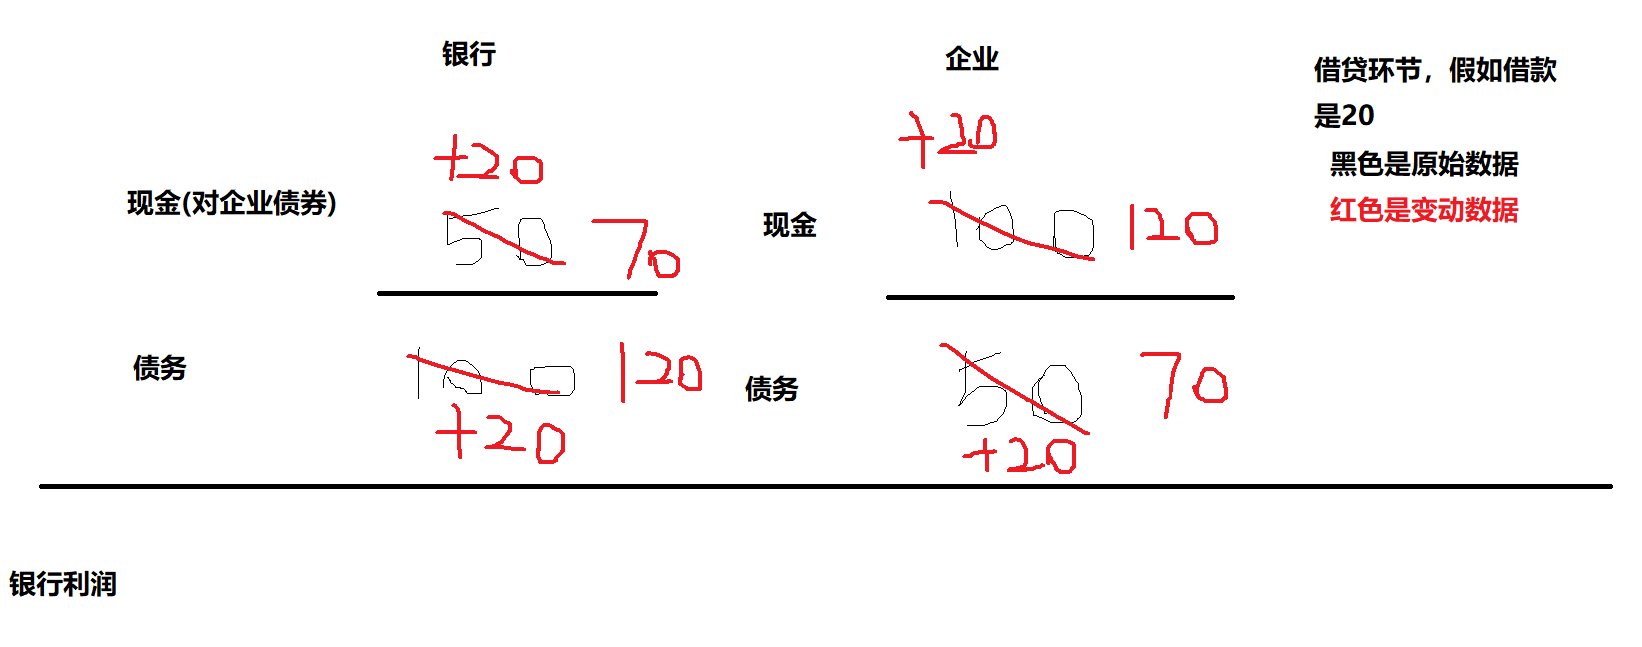 银行
企业
借贷环节，假如借款
是20
黑色是原始数据
红色是变动数据
+20
+20
现金(对企业债券)
50 70
现金
100 120
债务
100 120
+20
债务
50 70
+20
银行利润